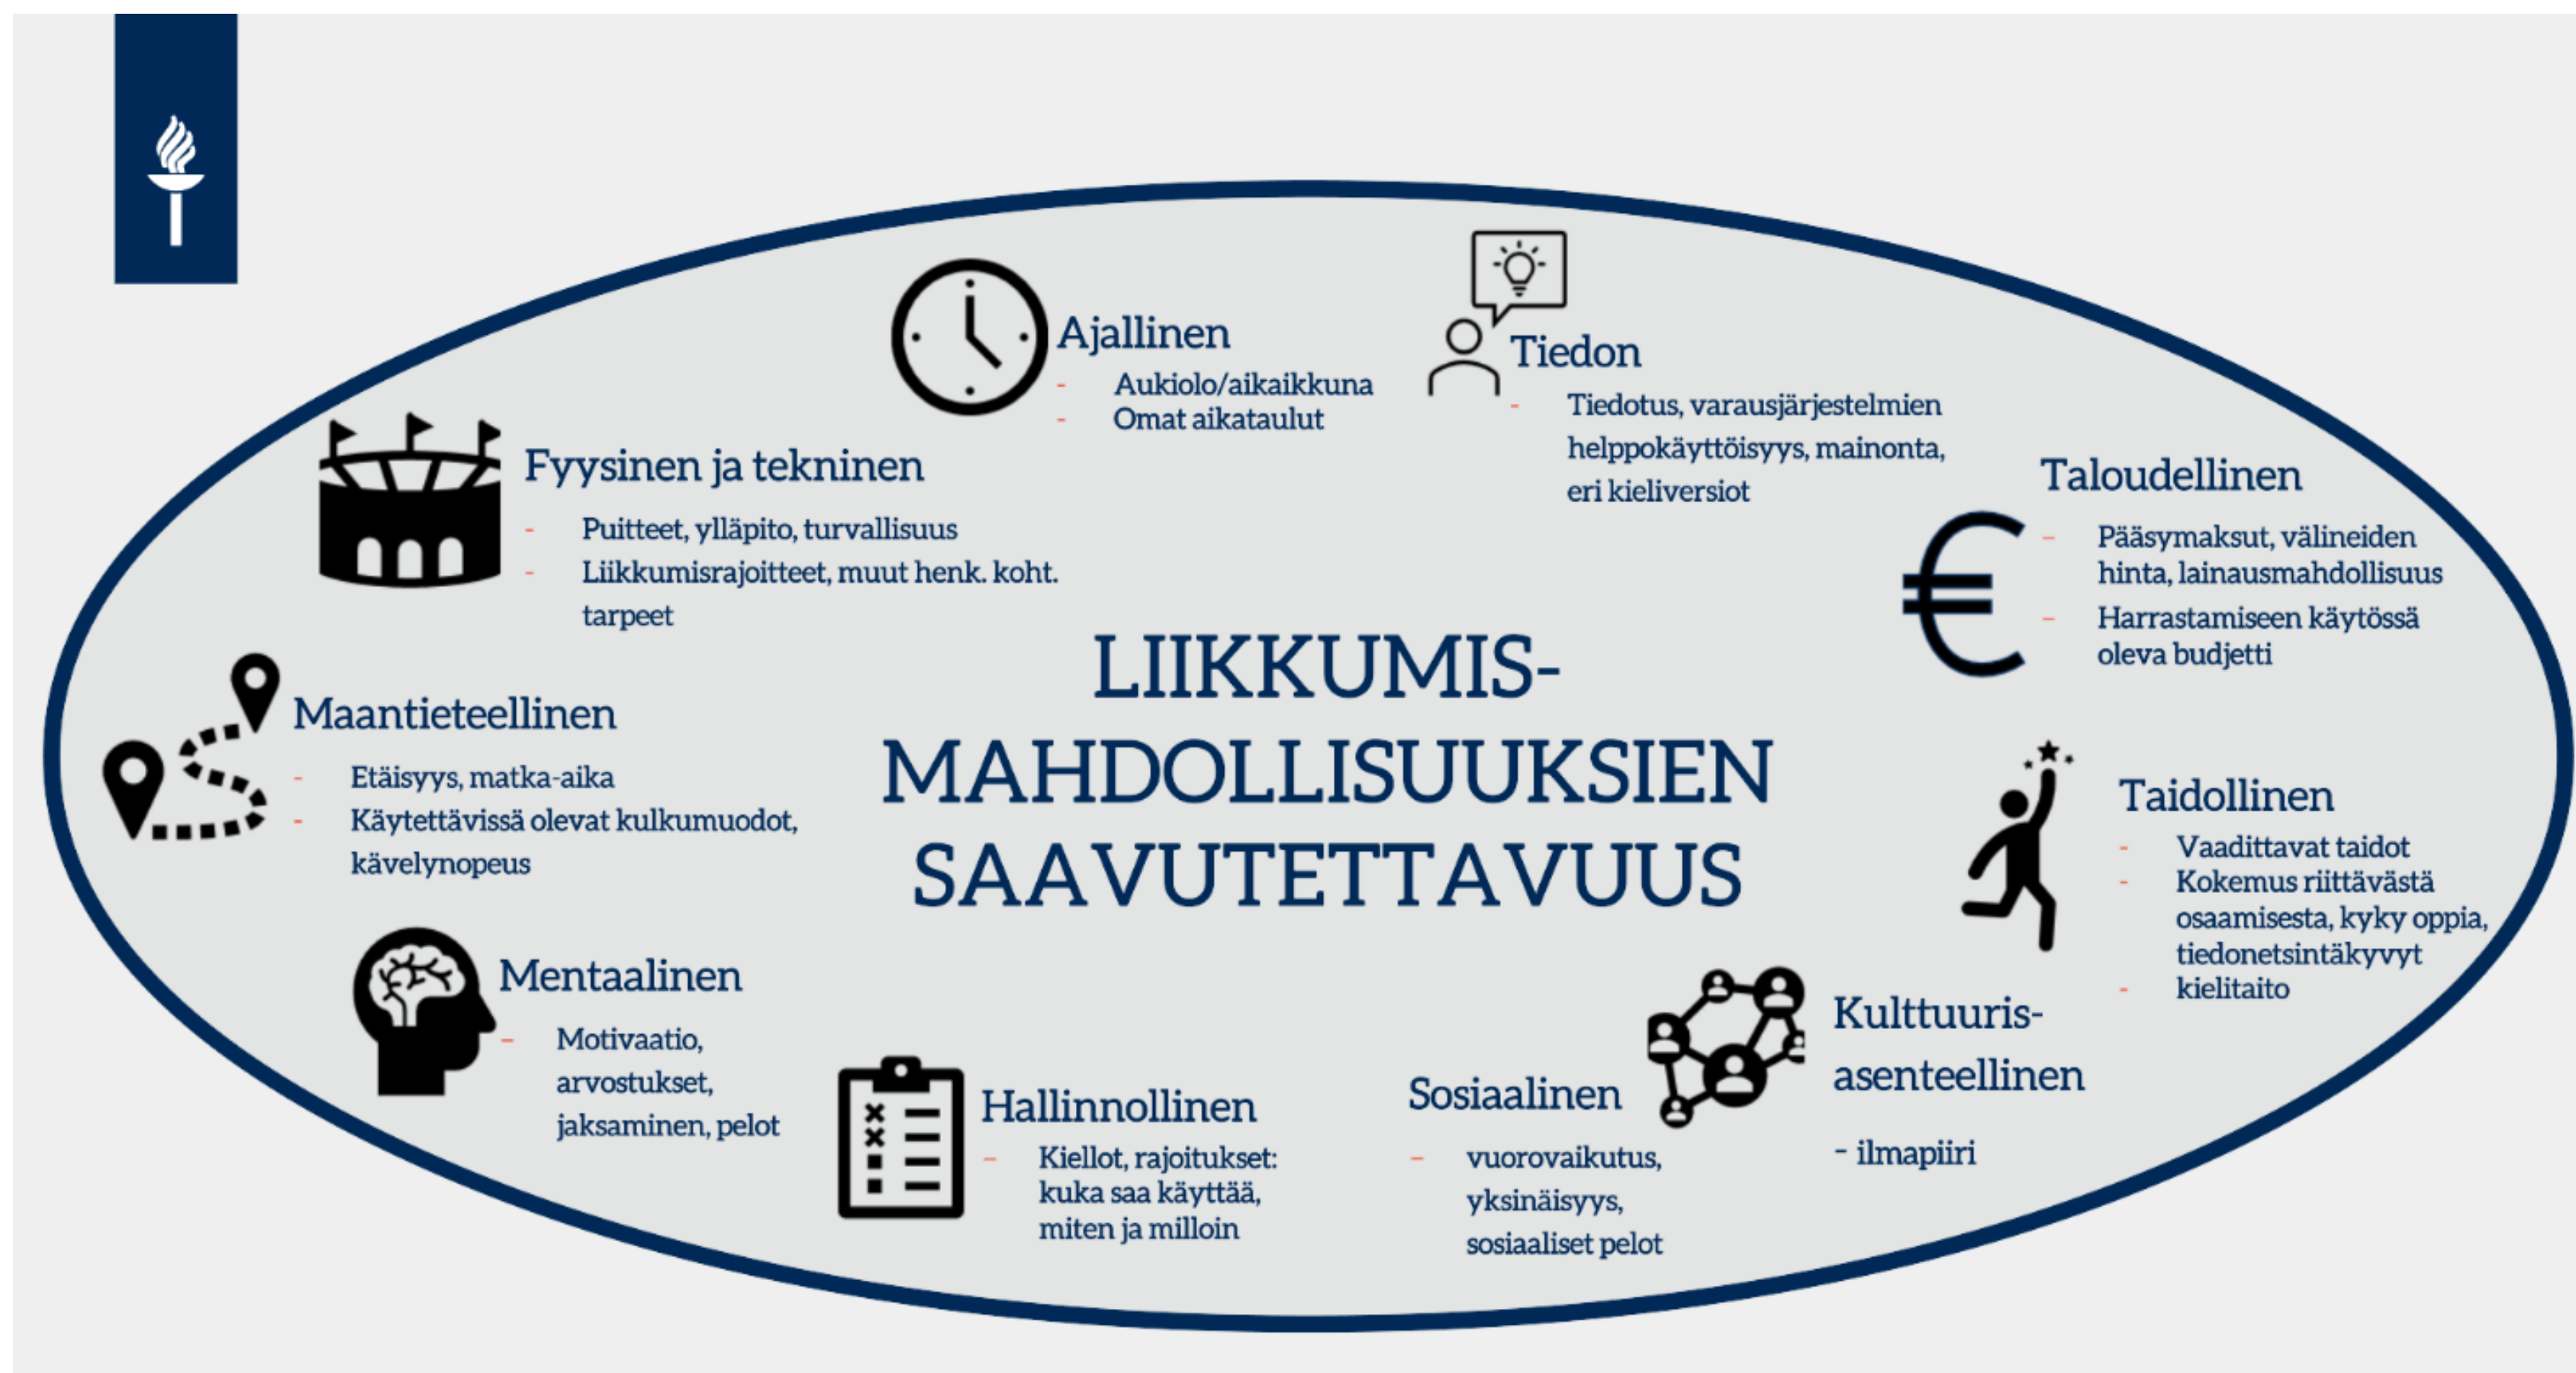 Ajallinen
- Aukiolo/aikaikkuna
- Omat aikataulut
Tiedon
- Tiedotus, varausjärjestelmien
helppokäyttöisyys, mainonta,
eri kieliversiot
Fyysinen ja tekninen
- Puitteet, ylläpito, turvallisuus
- Liikkumisrajoitteet, muut henk. koht.
tarpeet
Taloudellinen
- Pääsymaksut, välineiden
hinta, lainausmahdollisuus
- Harrastamiseen käytössä
oleva budjetti
LIIKKUMIS-
MAHDOLLISUUKSIEN
SAAVUTETTAVUUS
Maantieteellinen
- Etäisyys, matka-aika
- Käytettävissä olevat kulkumuodot,
kävelynopeus
Taidollinen
- Vaadittavat taidot
- Kokemus riittävästä
osaamisesta, kyky oppia,
tiedonetsintäkyvyt
- kielitaito
Mentaalinen
- Motivaatio,
arvostukset,
jaksaminen, pelot
Hallinnollinen
- Kiellot, rajoitukset:
kuka saa käyttää,
miten ja milloin
Sosiaalinen
- vuorovaikutus,
yksinäisyys,
sosiaaliset pelot
Kulttuuris-
asenteellinen
- ilmapiiri